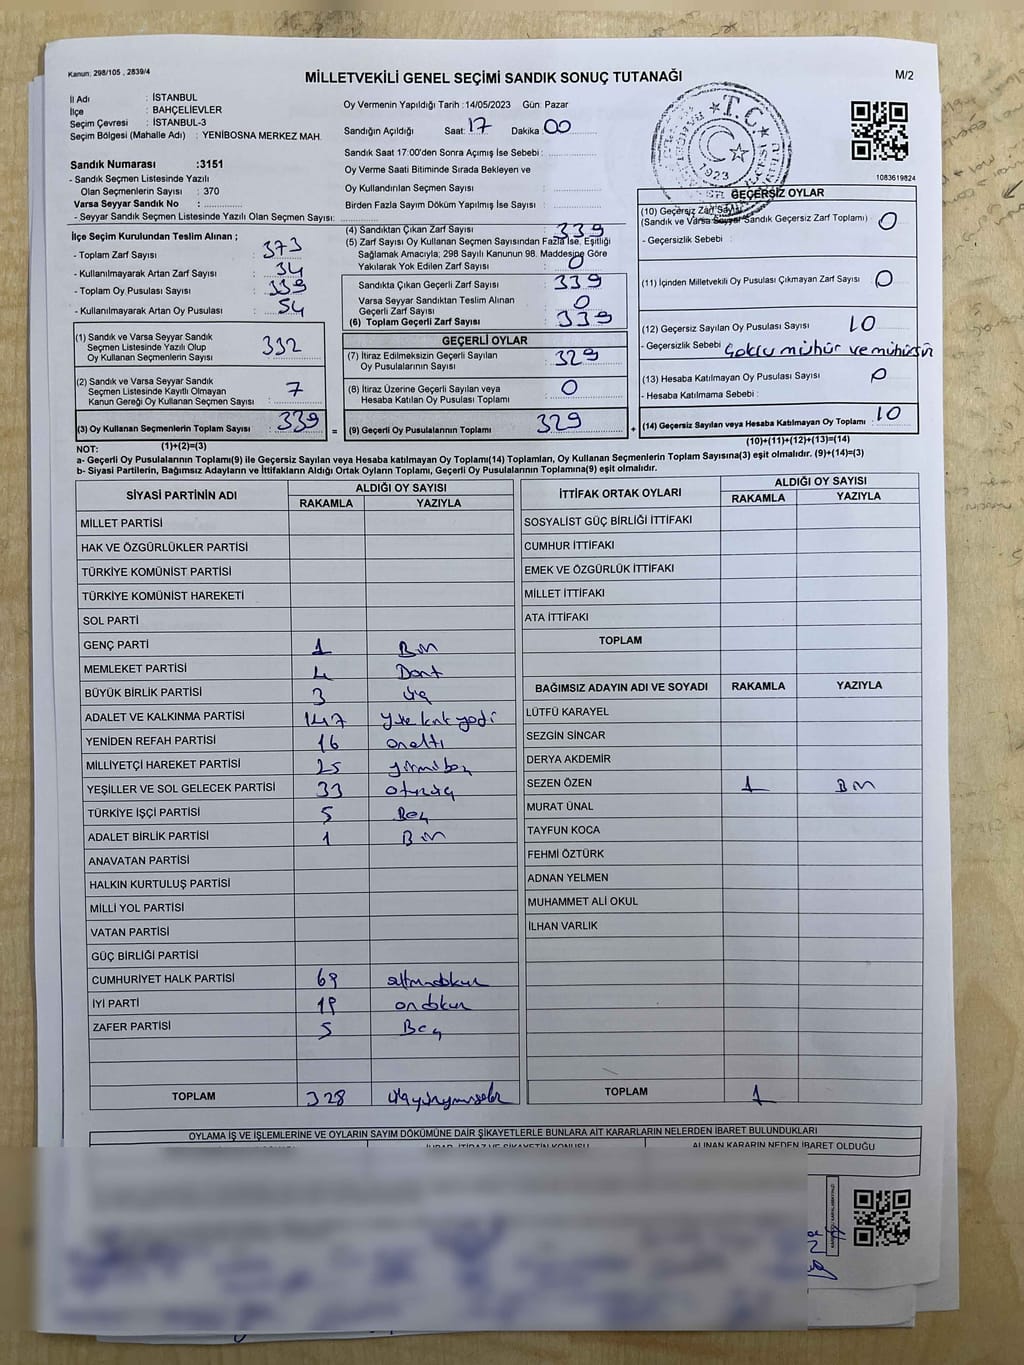 Kanun: 298/105 , 2839/4
MİLLETVEKİLİ GENEL SEÇİMİ SANDIK SONUÇ TUTANAĞI
M/2
İl Adı : İSTANBUL
İlçe : BAHÇELİEVLER
Seçim Çevresi : İSTANBUL-3
Seçim Bölgesi (Mahalle Adı) : YENİBOSNA MERKEZ MAH.
Sandık Numarası :3151
- Sandık Seçmen Listesinde Yazılı
Olan Seçmenlerin Sayısı : 370
Varsa Seyyar Sandık No :
- Seyyar Sandık Seçmen Listesinde Yazılı Olan Seçmen Sayısı:
Oy Vermenin Yapıldığı Tarih :14/05/2023 Gün: Pazar
Sandığın Açıldığı Saat: 17 Dakika 00
Sandık Saat 17:00'den Sonra Açımış İse Sebebi :
Oy Verme Saati Bitiminde Sırada Bekleyen ve
Oy Kullandırılan Seçmen Sayısı :
Birden Fazla Sayım Döküm Yapılmış İse Sayısı :
T.C.
1083619824
İlçe Seçim Kurulundan Teslim Alınan ;
- Toplam Zarf Sayısı : 373
- Kullanılmayarak Artan Zarf Sayısı : 34
- Toplam Oy Pusulası Sayısı : 339
- Kullanılmayarak Artan Oy Pusulası : 54
(1) Sandık ve Varsa Seyyar Sandık
Seçmen Listesinde Yazılı Olup
Oy Kullanan Seçmenlerin Sayısı : 332
(2) Sandık ve Varsa Seyyar Sandık
Seçmen Listesinde Kayıtlı Olmayan
Kanun Gereği Oy Kullanan Seçmen Sayısı : 7
(3) Oy Kullanan Seçmenlerin Toplam Sayısı : 339
(1)+(2)=(3)
(4) Sandıktan Çıkan Zarf Sayısı : 339
(5) Zarf Sayısı Oy Kullanan Seçmen Sayısından Fazla İse, Eşitliği
Sağlamak Amacıyla; 298 Sayılı Kanunun 98. Maddesine Göre
Yakılarak Yok Edilen Zarf Sayısı : 0
Sandıkta Çıkan Geçerli Zarf Sayısı : 339
Varsa Seyyar Sandıktan Teslim Alınan
Geçerli Zarf Sayısı : 0
(6) Toplam Geçerli Zarf Sayısı : 339
GEÇERLİ OYLAR
(7) İtiraz Edilmeksizin Geçerli Sayılan
Oy Pusulalarının Sayısı : 329
(8) İtiraz Üzerine Geçerli Sayılan veya
Hesaba Katılan Oy Pusulası Toplamı : 0
= (9) Geçerli Oy Pusulalarının Toplamı : 329
GEÇERSİZ OYLAR
(10) Geçersiz Zarf Sayısı
(Sandık ve Varsa Seyyar Sandık Geçersiz Zarf Toplamı) : 0
- Geçersizlik Sebebi :
(11) İçinden Milletvekili Oy Pusulası Çıkmayan Zarf Sayısı : 0
(12) Geçersiz Sayılan Oy Pusulası Sayısı : 10
- Geçersizlik Sebebi Çoklu mühür ve mühürsüz
(13) Hesaba Katılmayan Oy Pusulası Sayısı : 0
- Hesaba Katılmama Sebebi :
+ (14) Geçersiz Sayılan veya Hesaba Katılmayan Oy Toplamı : 10
(10)+(11)+(12)+(13)=(14)
NOT:
a- Geçerli Oy Pusulalarının Toplamı(9) ile Geçersiz Sayılan veya Hesaba katılmayan Oy Toplamı(14) Toplamları, Oy Kullanan Seçmenlerin Toplam Sayısına(3) eşit olmalıdır. (9)+(14)=(3)
b- Siyasi Partilerin, Bağımsız Adayların ve İttifakların Aldığı Ortak Oyların Toplamı, Geçerli Oy Pusulalarının Toplamına(9) eşit olmalıdır.
SİYASİ PARTİNİN ADI
ALDIĞI OY SAYISI
RAKAMLA YAZIYLA
MİLLET PARTİSİ
HAK VE ÖZGÜRLÜKLER PARTİSİ
TÜRKİYE KOMÜNİST PARTİSİ
TÜRKİYE KOMÜNİST HAREKETİ
SOL PARTİ
GENÇ PARTİ 1 Bir
MEMLEKET PARTİSİ 4 Dört
BÜYÜK BİRLİK PARTİSİ 3 üç
ADALET VE KALKINMA PARTİSİ 147 yüz kırk yedi
YENİDEN REFAH PARTİSİ 16 onaltı
MİLLİYETÇİ HAREKET PARTİSİ 25 yirmibeş
YEŞİLLER VE SOL GELECEK PARTİSİ 33 otuzüç
TÜRKİYE İŞÇİ PARTİSİ 5 Beş
ADALET BİRLİK PARTİSİ 1 Bir
ANAVATAN PARTİSİ
HALKIN KURTULUŞ PARTİSİ
MİLLİ YOL PARTİSİ
VATAN PARTİSİ
GÜÇ BİRLİĞİ PARTİSİ
CUMHURİYET HALK PARTİSİ 69 altmışdokuz
İYİ PARTİ 19 ondokuz
ZAFER PARTİSİ 5 Beş
TOPLAM 328 üçyüzyirmisekiz
İTTİFAK ORTAK OYLARI
ALDIĞI OY SAYISI
RAKAMLA YAZIYLA
SOSYALİST GÜÇ BİRLİĞİ İTTİFAKI
CUMHUR İTTİFAKI
EMEK VE ÖZGÜRLÜK İTTİFAKI
MİLLET İTTİFAKI
ATA İTTİFAKI
TOPLAM
BAĞIMSIZ ADAYIN ADI VE SOYADI RAKAMLA YAZIYLA
LÜTFÜ KARAYEL
SEZGİN SİNCAR
DERYA AKDEMİR
SEZEN ÖZEN 1 Bir
MURAT ÜNAL
TAYFUN KOCA
FEHMİ ÖZTÜRK
ADNAN YELMEN
MUHAMMET ALİ OKUL
İLHAN VARLIK
TOPLAM 1
OYLAMA İŞ VE İŞLEMLERİNE VE OYLARIN SAYIM DÖKÜMÜNE DAİR ŞİKAYETLERLE BUNLARA AİT KARARLARIN NELERDEN İBARET BULUNDUKLARI
İHBAR, İTİRAZ VE ŞİKAYETİN KONUSU
ALINAN KARARIN NEDEN İBARET OLDUĞU